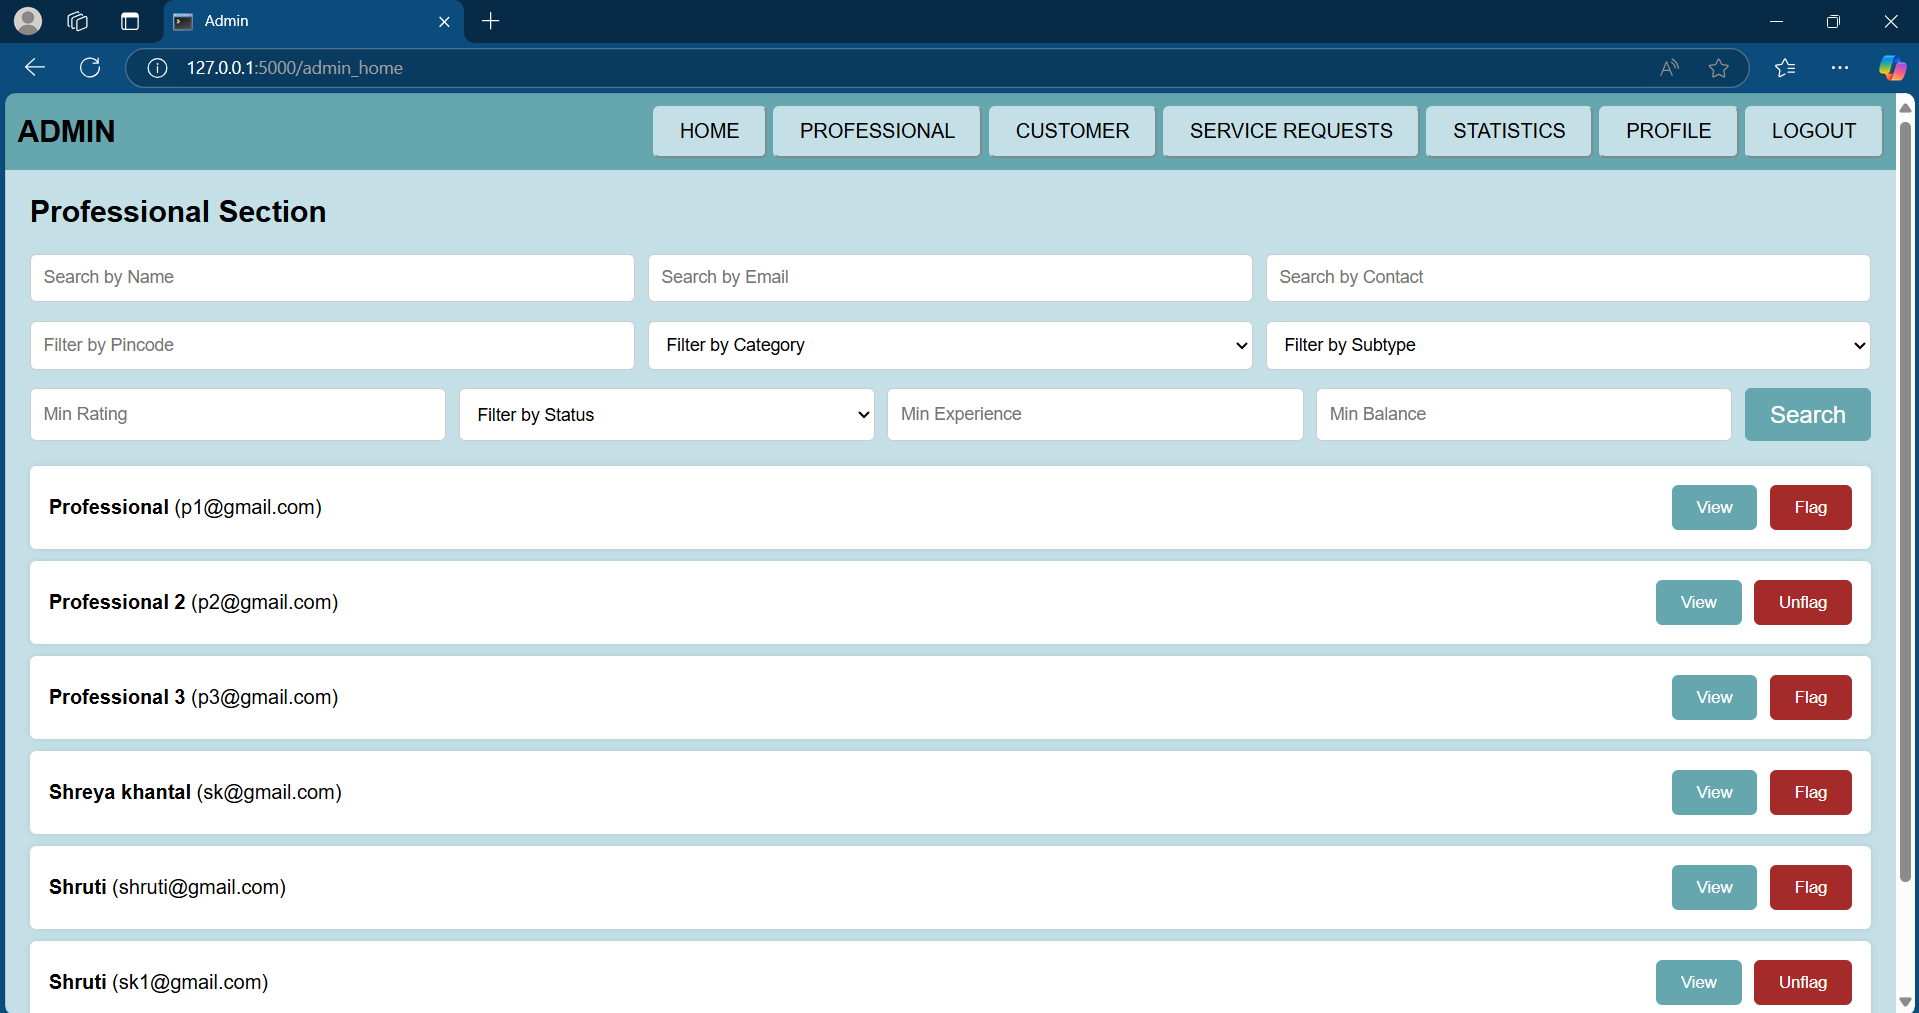 Admin
127.0.0.1:5000/admin_home
ADMIN
HOME
PROFESSIONAL
CUSTOMER
SERVICE REQUESTS
STATISTICS
PROFILE
LOGOUT
Professional Section
Search by Name
Search by Email
Search by Contact
Filter by Pincode
Filter by Category
Filter by Subtype
Min Rating
Filter by Status
Min Experience
Min Balance
Search
Professional (p1@gmail.com)
View
Flag
Professional 2 (p2@gmail.com)
View
Unflag
Professional 3 (p3@gmail.com)
View
Flag
Shreya khantal (sk@gmail.com)
View
Flag
Shruti (shruti@gmail.com)
View
Flag
Shruti (sk1@gmail.com)
View
Unflag